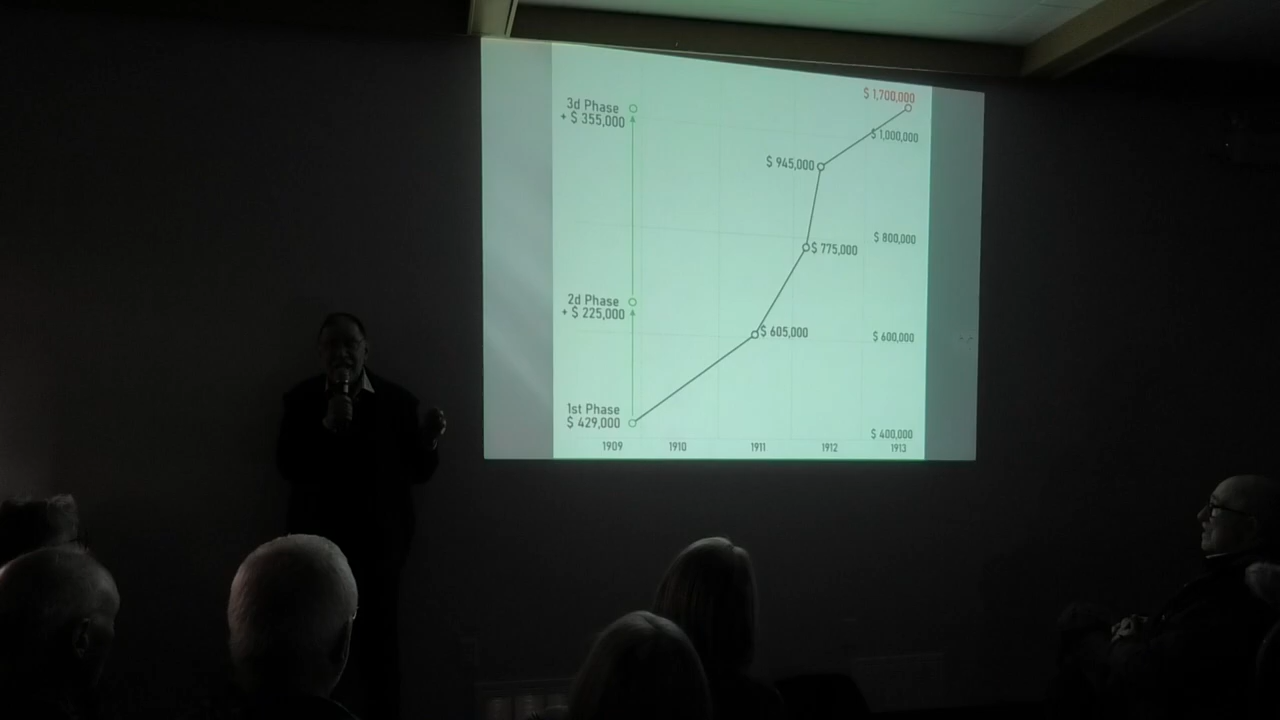 $ 1,700,000
3d Phase
+ $ 355,000
$ 1,000,000
$ 945,000
$ 800,000
$ 775,000
2d Phase
+ $ 225,000
$ 605,000
$ 600,000
1st Phase
$ 429,000
$ 400,000
1909 1910 1911 1912 1913